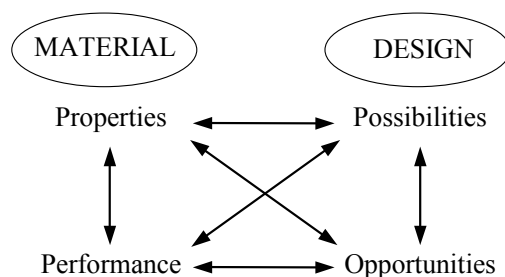 MATERIAL DESIGN
Properties Possibilities
Performance Opportunities